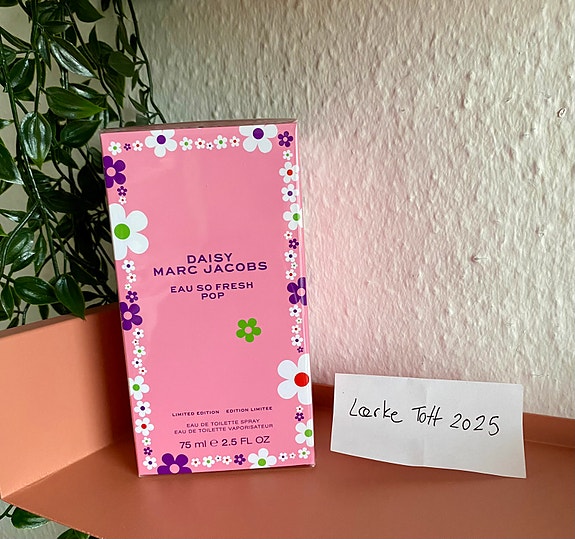 DAISY
MARC JACOBS
EAU SO FRESH
POP
LIMITED EDITION EDITION LIMITEE
EAU DE TOILETTE SPRAY
EAU DE TOILETTE VAPORISATEUR
75 ml ℮ 2.5 FL OZ
Lærke Toft 2025